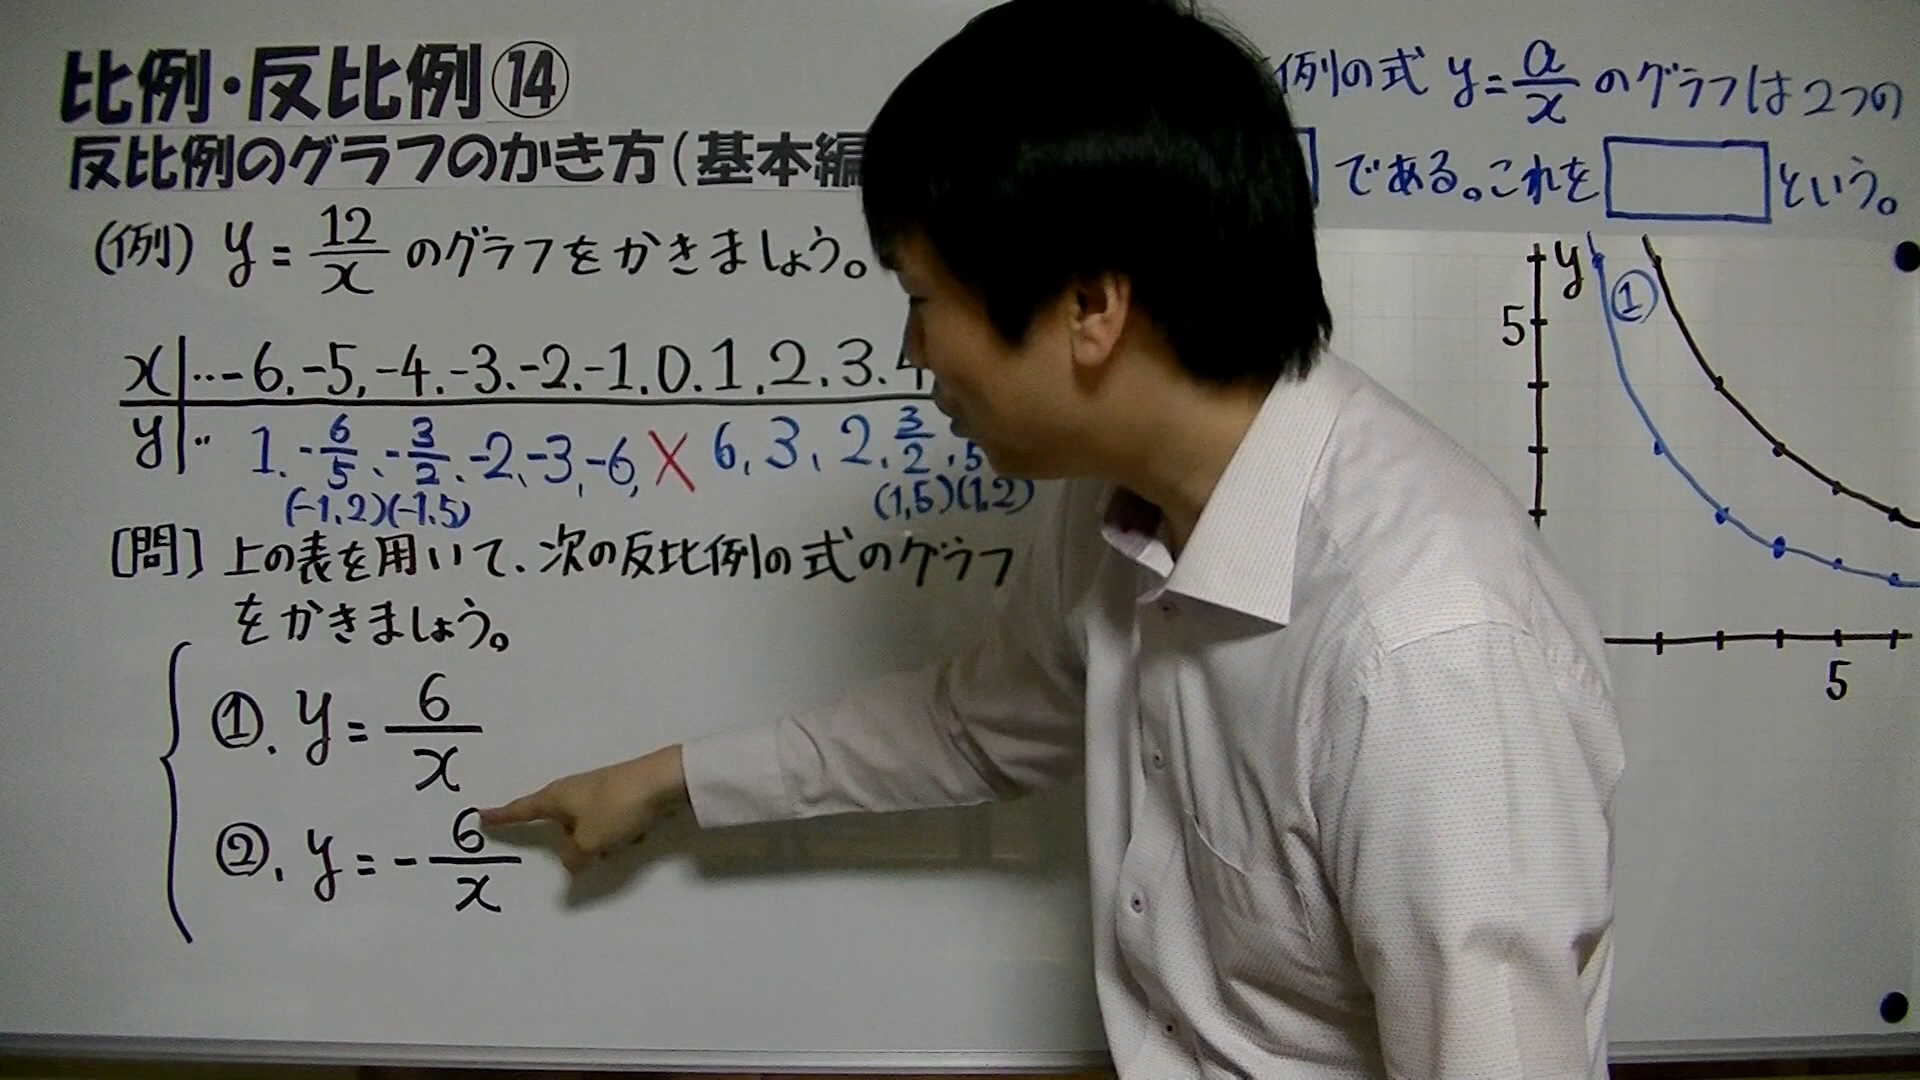 比例・反比例⑭
反比例のグラフのかき方(基本編
(例) y = 12/x のグラフをかきましょう。
x | ‥ -6. -5. -4. -3. -2. -1. 0. 1. 2. 3. 4
y | ‥ 1. -6/5. -3/2. -2. -3. -6. X 6. 3. 2. 3/2.
(-1.2)(-1.5) (1.5)(1.2)
[問] 上の表を用いて、次の反比例の式のグラフ
をかきましょう。
①. y = 6/x
②. y = - 6/x
例の式 y = a/x のグラフは2つの
である。これを という。
y
①
5
5